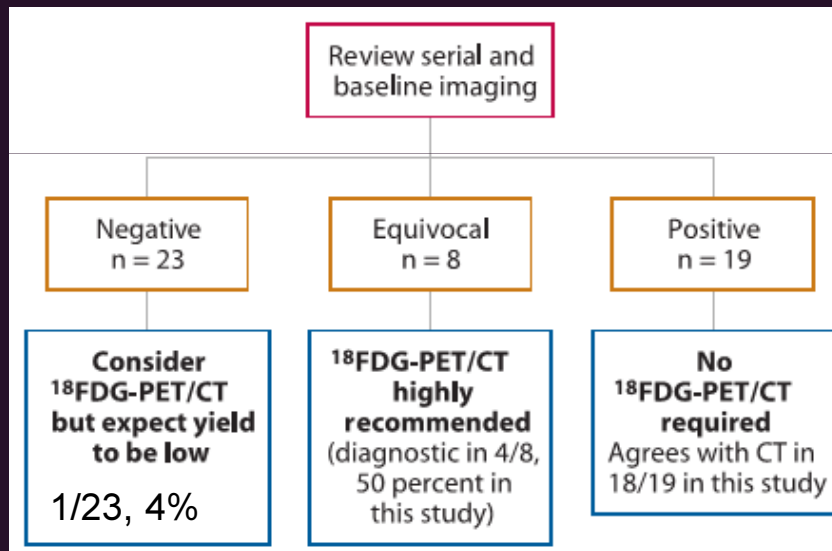 Review serial and
baseline imaging
Negative
n = 23
Equivocal
n = 8
Positive
n = 19
Consider
¹⁸FDG-PET/CT
but expect yield
to be low
1/23, 4%
¹⁸FDG-PET/CT
highly
recommended
(diagnostic in 4/8,
50 percent in
this study)
No
¹⁸FDG-PET/CT
required
Agrees with CT in
18/19 in this study